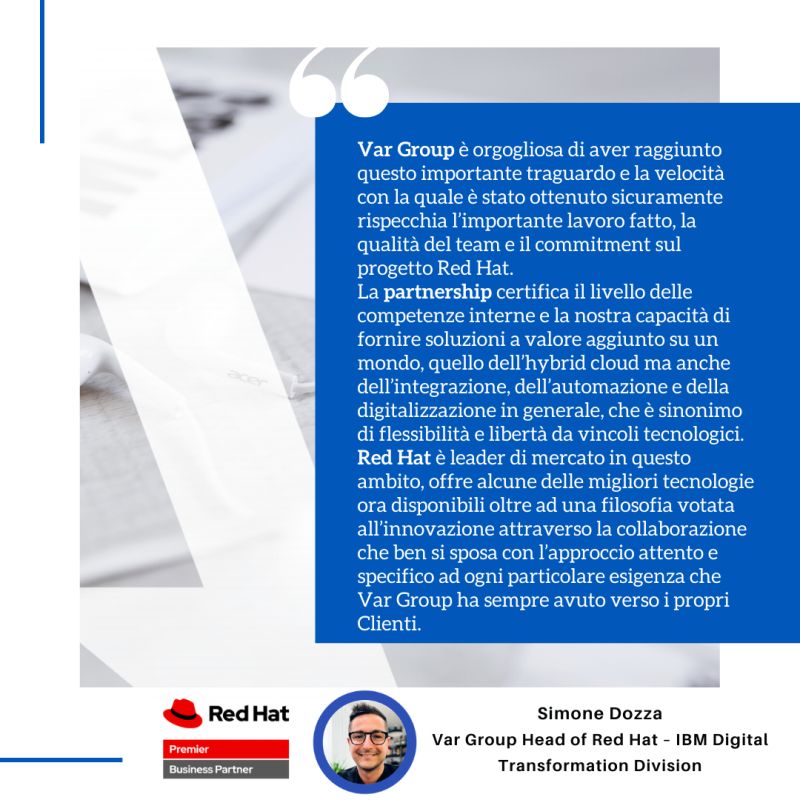 “
Var Group è orgogliosa di aver raggiunto
questo importante traguardo e la velocità
con la quale è stato ottenuto sicuramente
rispecchia l’importante lavoro fatto, la
qualità del team e il commitment sul
progetto Red Hat.
La partnership certifica il livello delle
competenze interne e la nostra capacità di
fornire soluzioni a valore aggiunto su un
mondo, quello dell’hybrid cloud ma anche
dell’integrazione, dell’automazione e della
digitalizzazione in generale, che è sinonimo
di flessibilità e libertà da vincoli tecnologici.
Red Hat è leader di mercato in questo
ambito, offre alcune delle migliori tecnologie
ora disponibili oltre ad una filosofia votata
all’innovazione attraverso la collaborazione
che ben si sposa con l’approccio attento e
specifico ad ogni particolare esigenza che
Var Group ha sempre avuto verso i propri
Clienti.
acer
Red Hat
Premier
Business Partner
Simone Dozza
Var Group Head of Red Hat – IBM Digital
Transformation Division